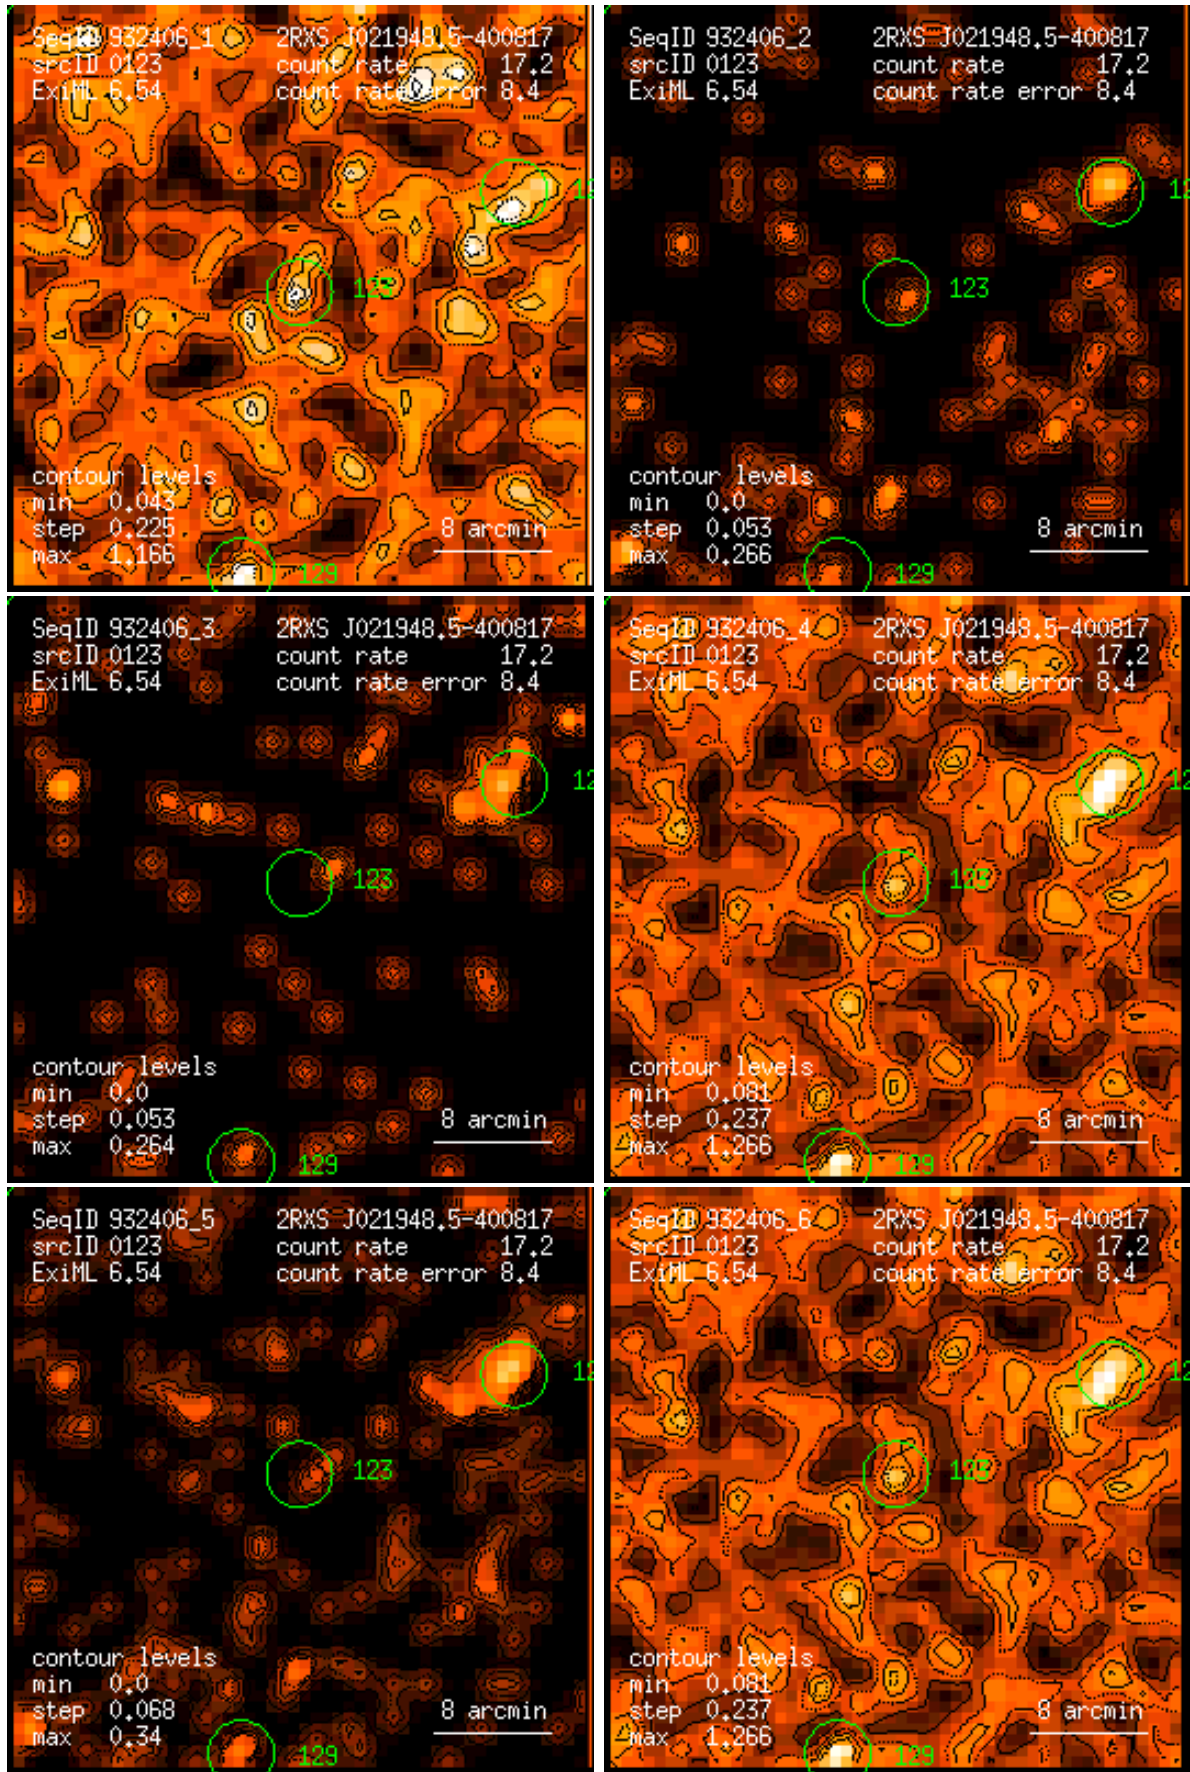 SeqID 932406_1 2RXS J021948.5-400817
srcID 0123 count rate 17.2
ExiML 6.54 count rate error 8.4
123
contour levels
min 0.043
step 0.225 8 arcmin
max 1.166
129
SeqID 932406_2 2RXS J021948.5-400817
srcID 0123 count rate 17.2
ExiML 6.54 count rate error 8.4
12
123
contour levels
min 0.0
step 0.053 8 arcmin
max 0.266
129
SeqID 932406_3 2RXS J021948.5-400817
srcID 0123 count rate 17.2
ExiML 6.54 count rate error 8.4
12
123
contour levels
min 0.0
step 0.053 8 arcmin
max 0.264
129
SeqID 932406_4 2RXS J021948.5-400817
srcID 0123 count rate 17.2
ExiML 6.54 count rate error 8.4
12
123
contour levels
min 0.081
step 0.237 8 arcmin
max 1.266
129
SeqID 932406_5 2RXS J021948.5-400817
srcID 0123 count rate 17.2
ExiML 6.54 count rate error 8.4
12
123
contour levels
min 0.0
step 0.068 8 arcmin
max 0.34
129
SeqID 932406_6 2RXS J021948.5-400817
srcID 0123 count rate 17.2
ExiML 6.54 count rate error 8.4
12
123
contour levels
min 0.081
step 0.237 8 arcmin
max 1.266
129